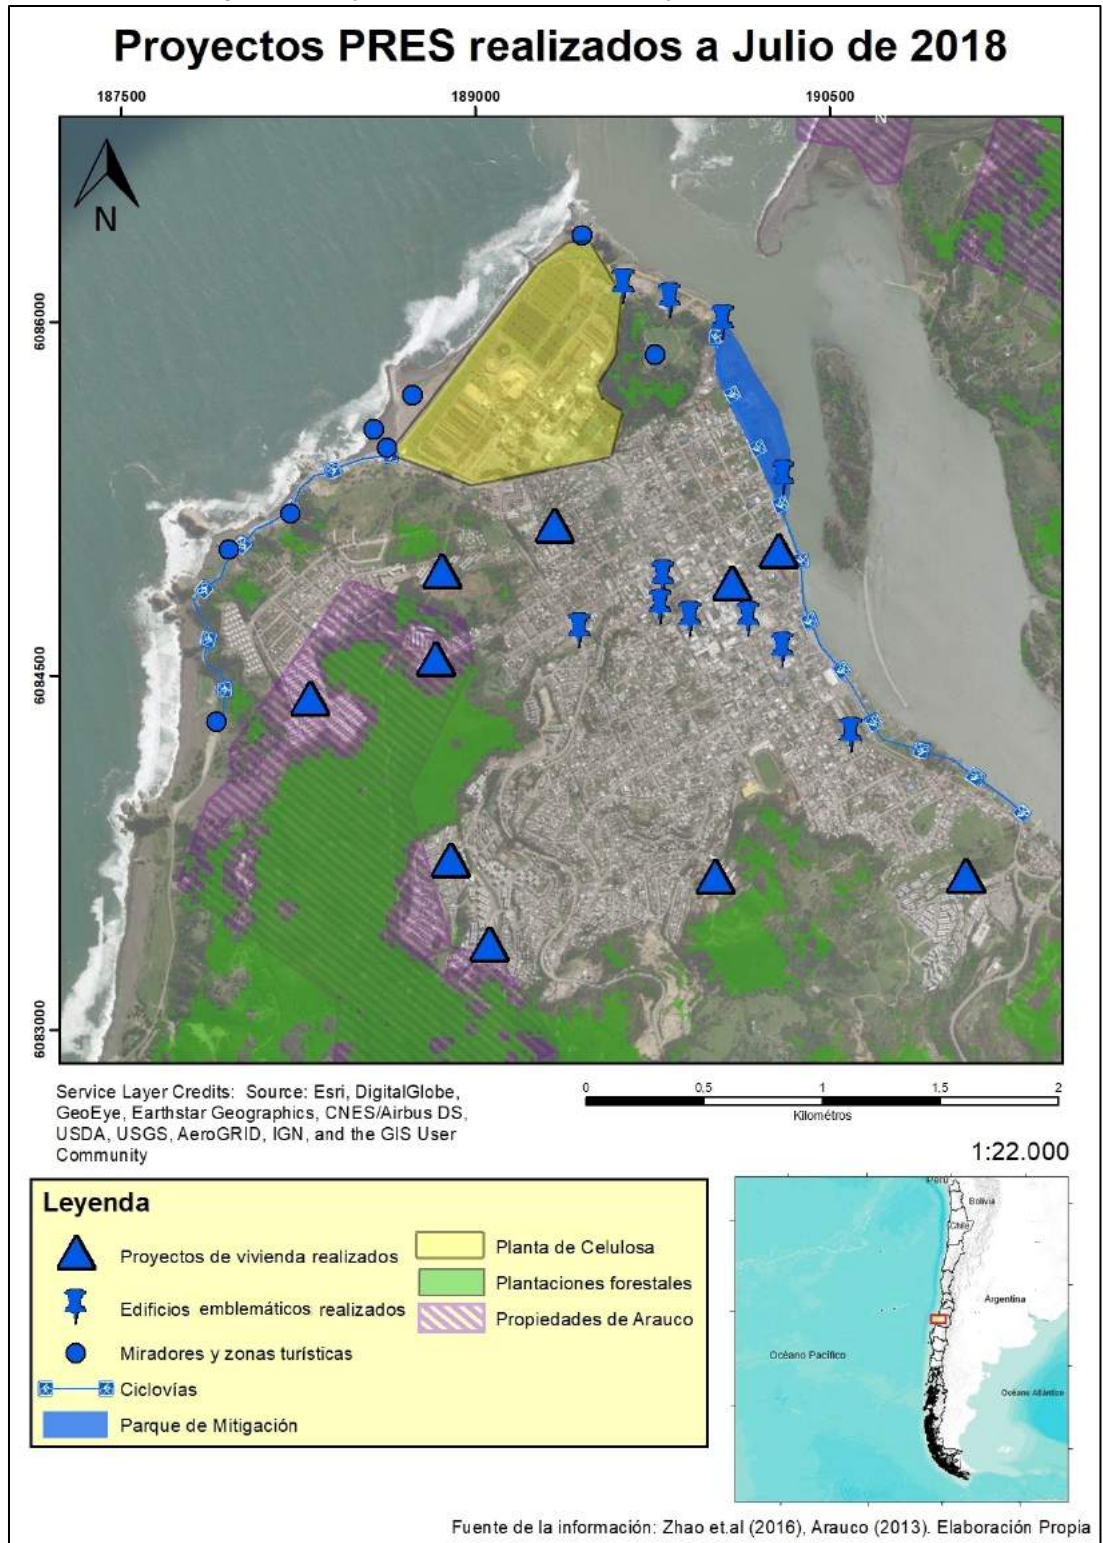 Proyectos PRES realizados a Julio de 2018
187500
189000
190500
N
N
6086000
6084500
6083000
Service Layer Credits: Source: Esri, DigitalGlobe,
GeoEye, Earthstar Geographics, CNES/Airbus DS,
USDA, USGS, AeroGRID, IGN, and the GIS User
Community
0
0.5
1
1.5
2
Kilométros
1:22.000
Leyenda
Proyectos de vivienda realizados
Edificios emblemáticos realizados
Miradores y zonas turísticas
Ciclovías
Parque de Mitigación
Planta de Celulosa
Plantaciones forestales
Propiedades de Arauco
Perú
Bolivia
Chile
Argentina
Océano Pacífico
Océano Atlántico
Fuente de la información: Zhao et.al (2016), Arauco (2013). Elaboración Propia